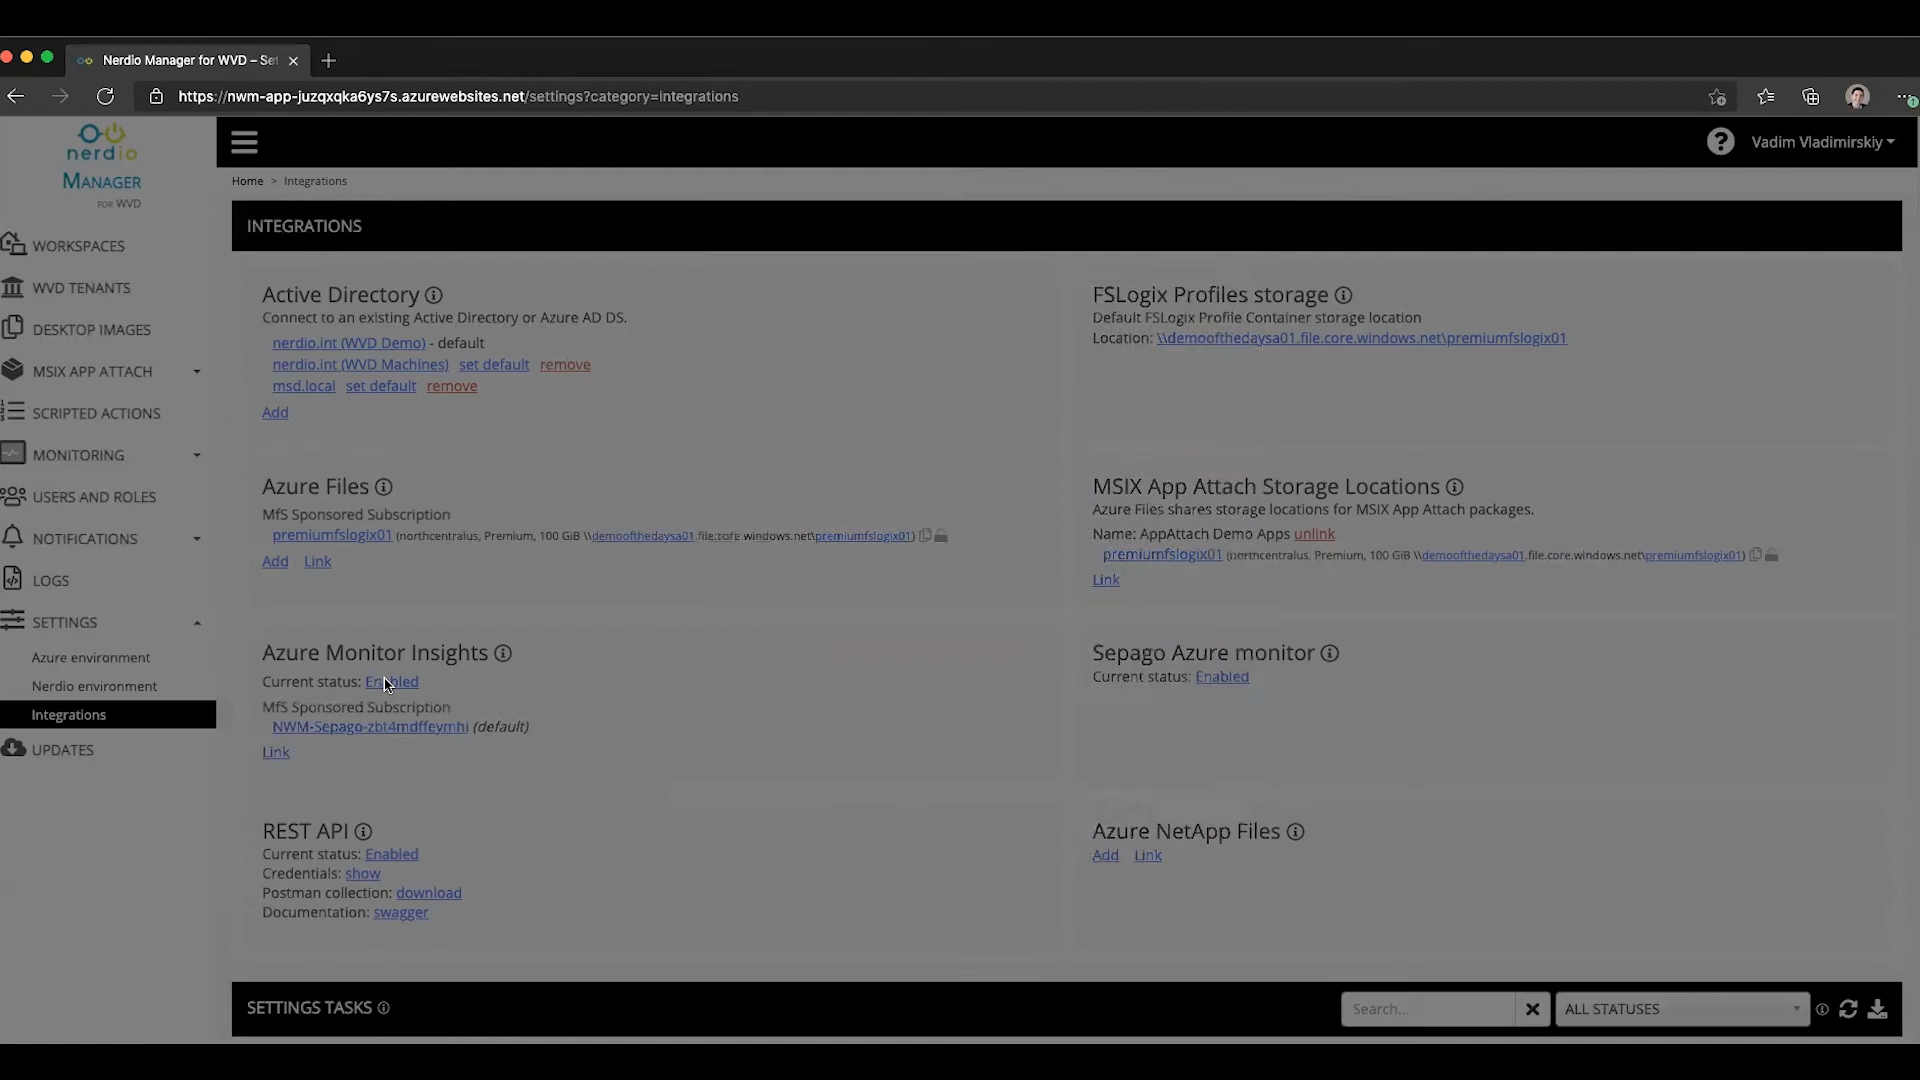 Nerdio Manager for WVD – Set
https://nwm-app-juzqxqka6ys7s.azurewebsites.net/settings?category=integrations
nerdio
MANAGER
FOR WVD
Vadim Vladimirskiy
Home > Integrations
WORKSPACES
WVD TENANTS
DESKTOP IMAGES
MSIX APP ATTACH
SCRIPTED ACTIONS
MONITORING
USERS AND ROLES
NOTIFICATIONS
LOGS
SETTINGS
Azure environment
Nerdio environment
Integrations
UPDATES
INTEGRATIONS
Active Directory
Connect to an existing Active Directory or Azure AD DS.
nerdio.int (WVD Demo) - default
nerdio.int (WVD Machines) set default remove
msd.local set default remove
Add
FSLogix Profiles storage
Default FSLogix Profile Container storage location
Location: \\demoofthedaysa01.file.core.windows.net\premiumfslogix01
Azure Files
MfS Sponsored Subscription
premiumfslogix01 (northcentralus, Premium, 100 GiB \\demoofthedaysa01.file.core.windows.net\premiumfslogix01)
Add Link
MSIX App Attach Storage Locations
Azure Files shares storage locations for MSIX App Attach packages.
Name: AppAttach Demo Apps unlink
premiumfslogix01 (northcentralus, Premium, 100 GiB \\demoofthedaysa01.file.core.windows.net\premiumfslogix01)
Link
Azure Monitor Insights
Current status: Enabled
MfS Sponsored Subscription
NWM-Sepago-zbt4mdffeymhi (default)
Link
Sepago Azure monitor
Current status: Enabled
REST API
Current status: Enabled
Credentials: show
Postman collection: download
Documentation: swagger
Azure NetApp Files
Add Link
SETTINGS TASKS
Search...
ALL STATUSES